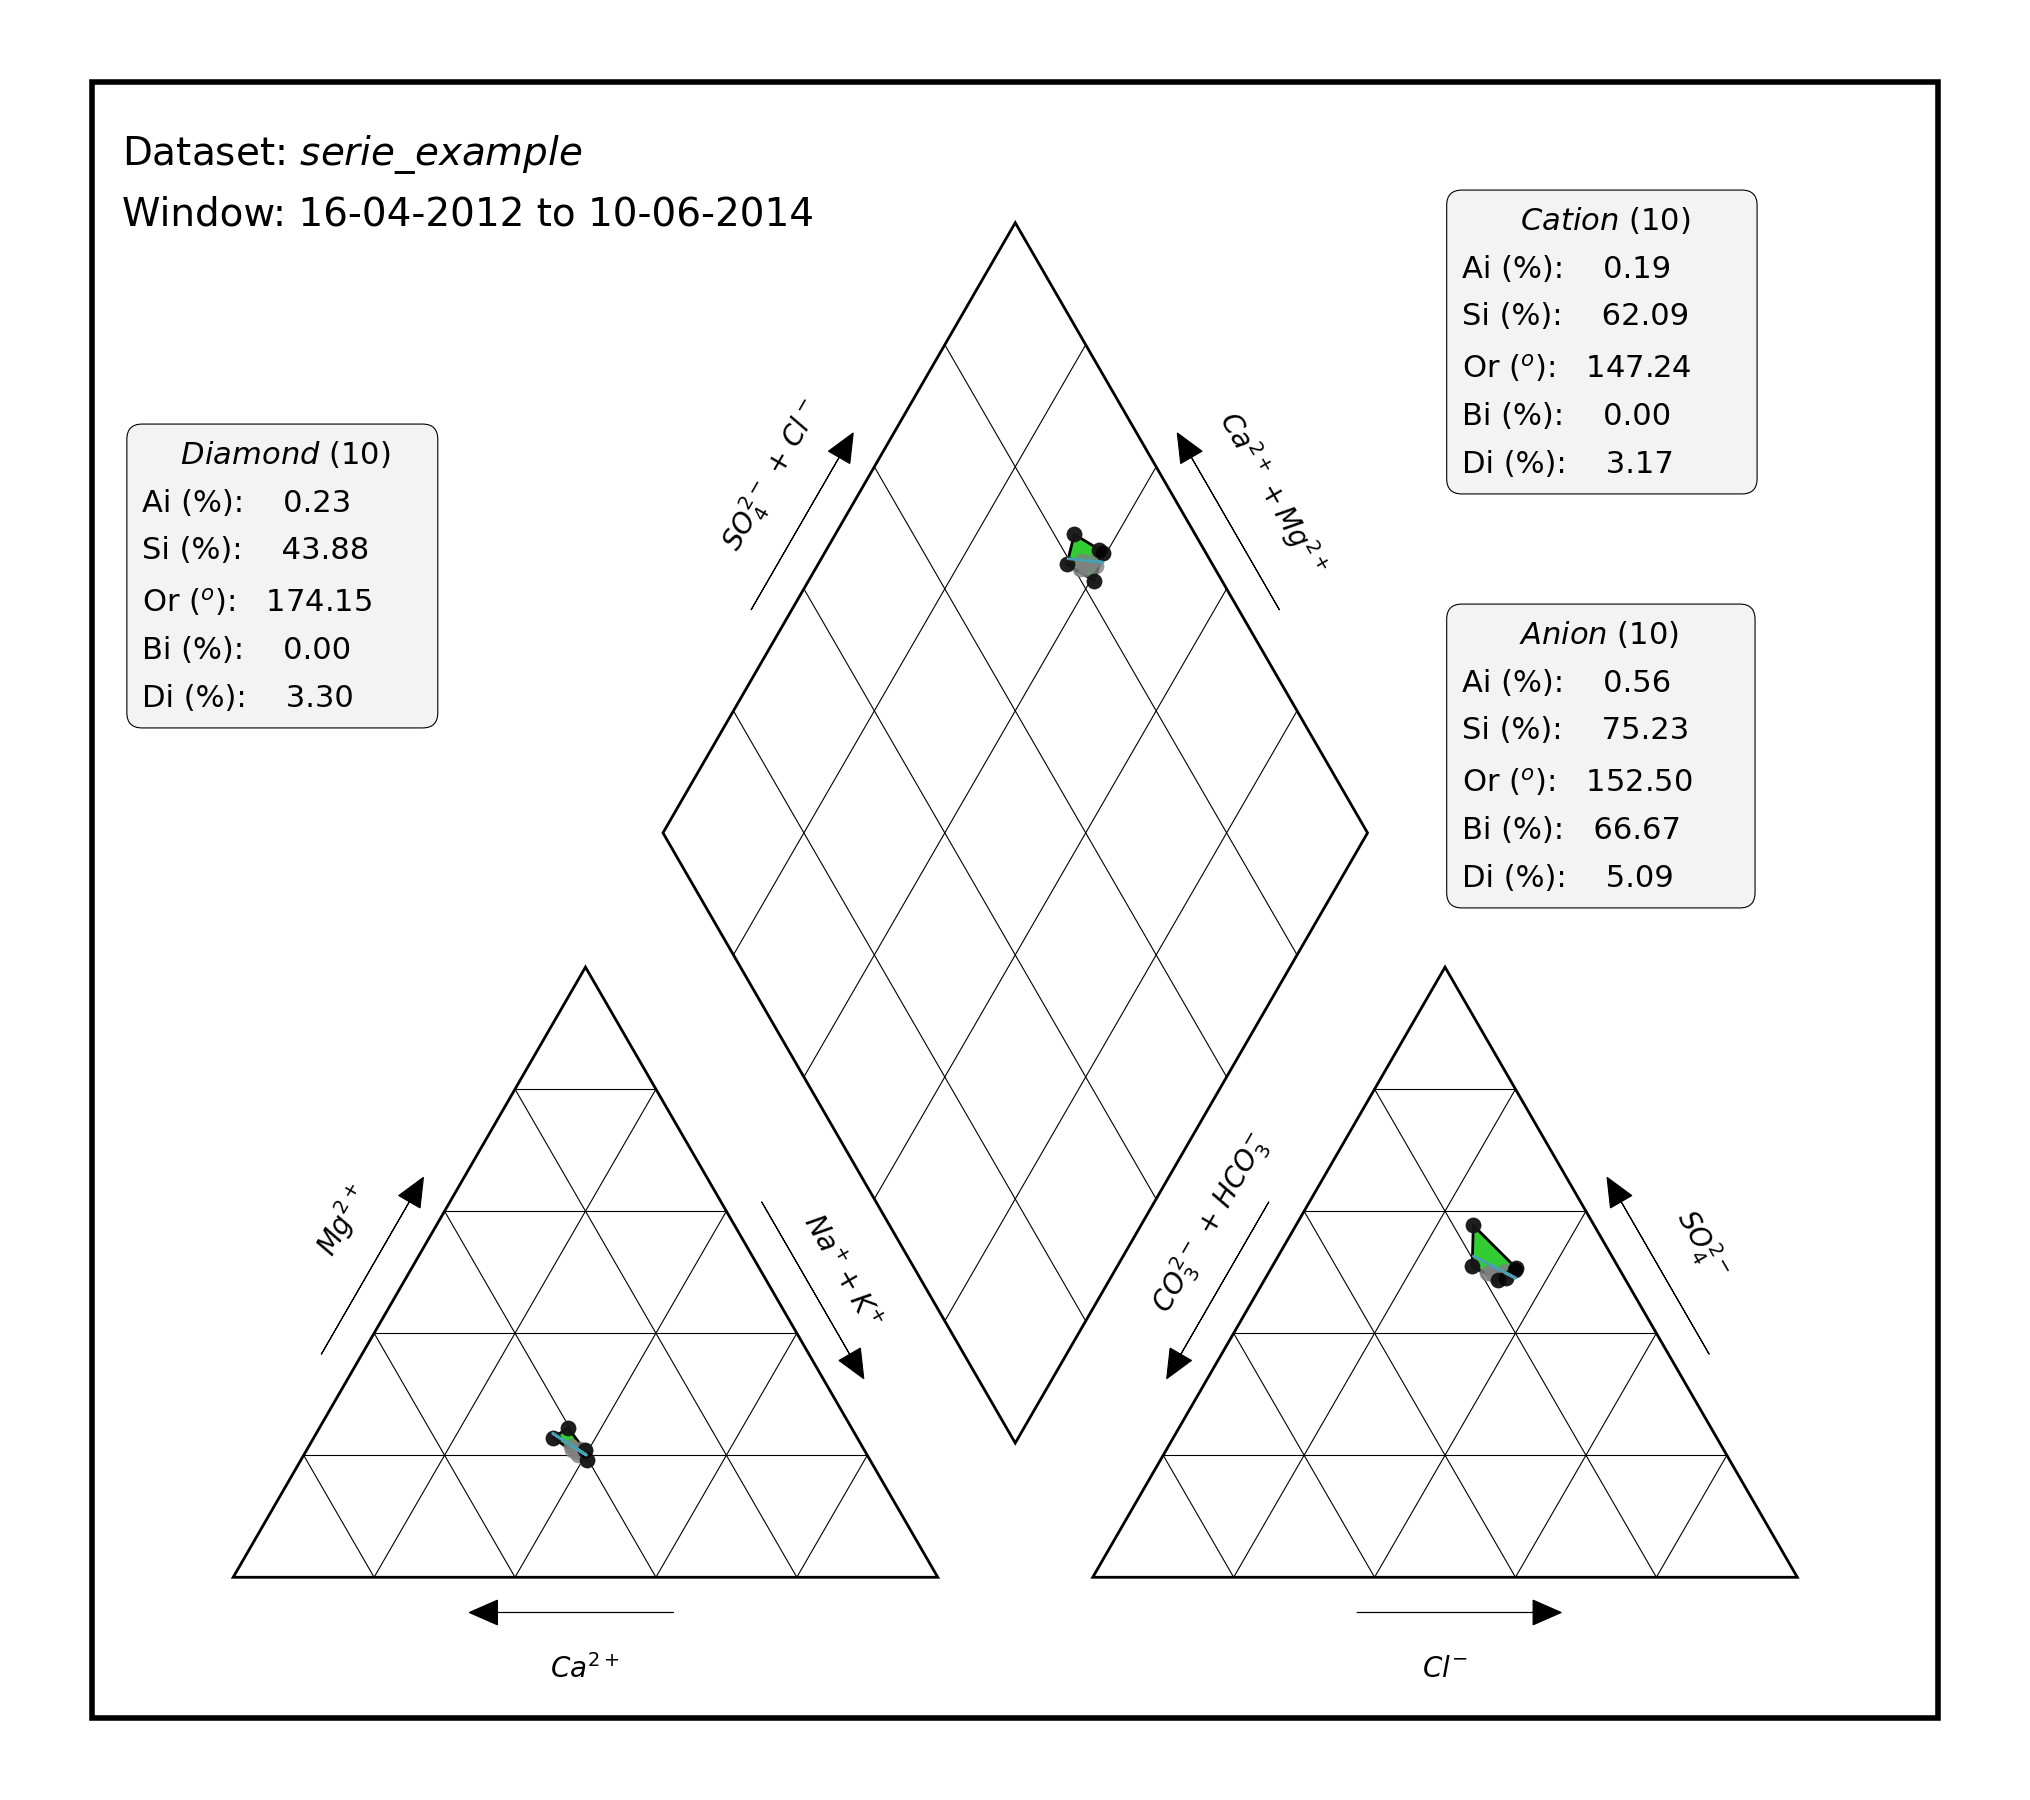 Dataset: serie_example
Window: 16-04-2012 to 10-06-2014
Cation (10)
Ai (%): 0.19
Si (%): 62.09
Or (º): 147.24
Bi (%): 0.00
Di (%): 3.17
Diamond (10)
Ai (%): 0.23
Si (%): 43.88
Or (º): 174.15
Bi (%): 0.00
Di (%): 3.30
SO₄²⁻ + Cl⁻
Ca²⁺ + Mg²⁺
Anion (10)
Ai (%): 0.56
Si (%): 75.23
Or (º): 152.50
Bi (%): 66.67
Di (%): 5.09
Mg²⁺
Na⁺ + K⁺
CO₃²⁻ + HCO₃⁻
SO₄²⁻
Ca²⁺
Cl⁻